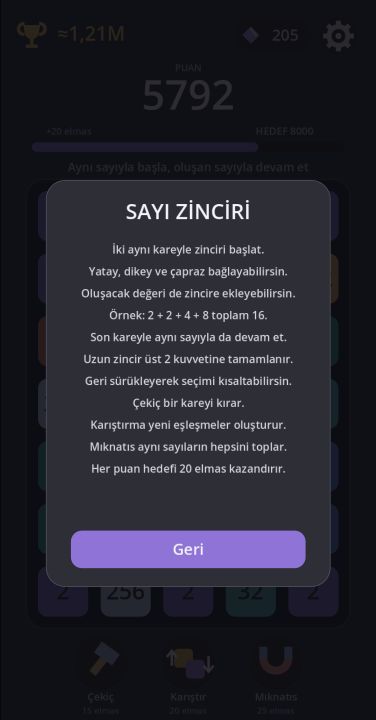 ≈1,21M
205
PUAN
5792
+20 elmas
HEDEF 8000
Aynı sayıyla başla, oluşan sayıyla devam et
SAYI ZİNCİRİ
İki aynı kareyle zinciri başlat.
Yatay, dikey ve çapraz bağlayabilirsin.
Oluşacak değeri de zincire ekleyebilirsin.
Örnek: 2 + 2 + 4 + 8 toplam 16.
Son kareyle aynı sayıyla da devam et.
Uzun zincir üst 2 kuvvetine tamamlanır.
Geri sürükleyerek seçimi kısaltabilirsin.
Çekiç bir kareyi kırar.
Karıştırma yeni eşleşmeler oluşturur.
Mıknatıs aynı sayıların hepsini toplar.
Her puan hedefi 20 elmas kazandırır.
Geri
2 256 2 32 2
Çekiç Karıştır Mıknatıs
15 elmas 20 elmas 25 elmas